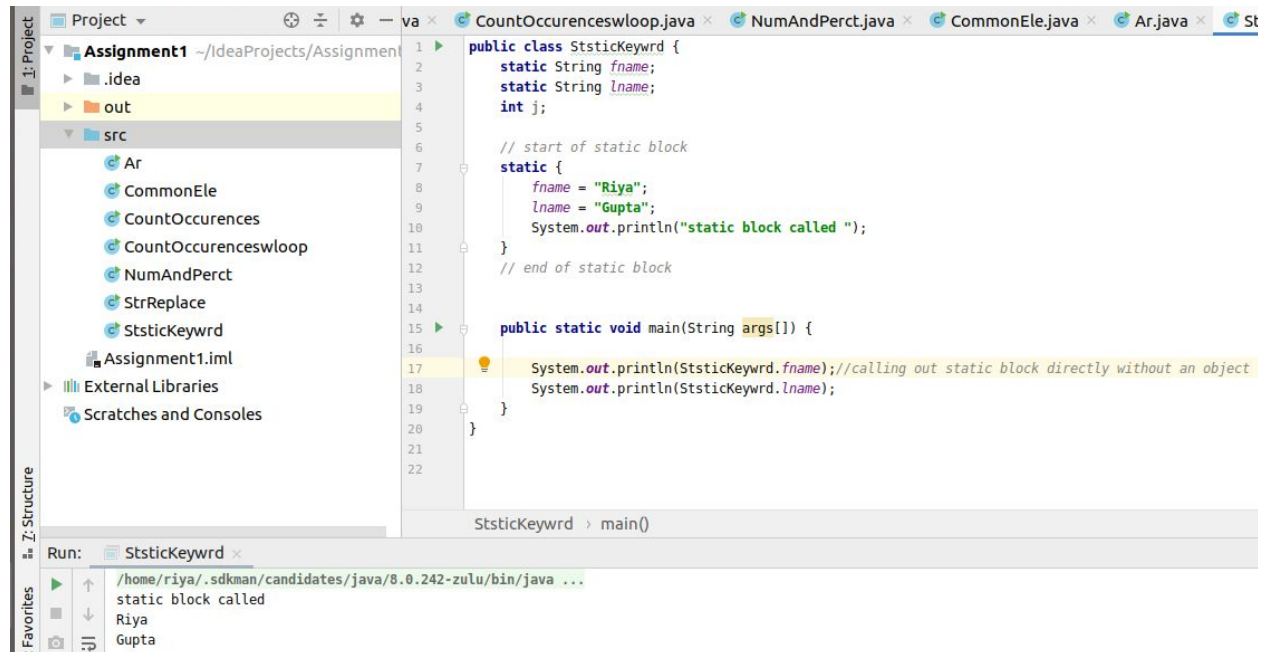 1: Project
Project
va
CountOccurenceswloop.java
NumAndPerct.java
CommonEle.java
Ar.java
St
Assignment1 ~/IdeaProjects/Assignment
.idea
out
src
Ar
CommonEle
CountOccurences
CountOccurenceswloop
NumAndPerct
StrReplace
StsticKeywrd
Assignment1.iml
External Libraries
Scratches and Consoles
1 public class StsticKeywrd {
2 static String fname;
3 static String lname;
4 int j;
5
6 // start of static block
7 static {
8 fname = "Riya";
9 lname = "Gupta";
10 System.out.println("static block called ");
11 }
12 // end of static block
13
14
15 public static void main(String args[]) {
16
17 System.out.println(StsticKeywrd.fname);//calling out static block directly without an object
18 System.out.println(StsticKeywrd.lname);
19 }
20 }
21
22
StsticKeywrd › main()
7: Structure
Favorites
Run: StsticKeywrd
/home/riya/.sdkman/candidates/java/8.0.242-zulu/bin/java ...
static block called
Riya
Gupta